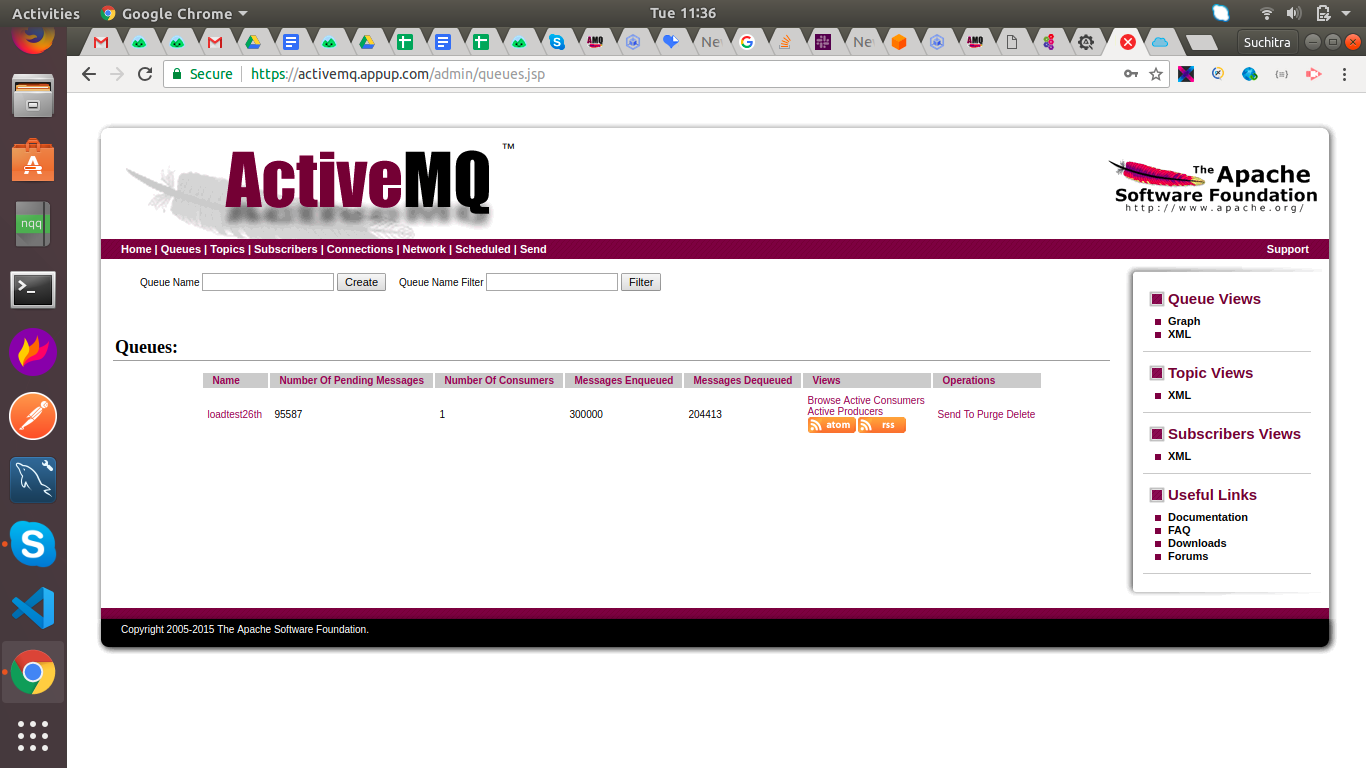 Activities Google Chrome Tue 11:36
Ne Ne Suchitra
Secure https://activemq.appup.com/admin/queues.jsp
ActiveMQ ™
The Apache
Software Foundation
http://www.apache.org/
Home | Queues | Topics | Subscribers | Connections | Network | Scheduled | Send Support
Queue Name Create Queue Name Filter Filter
Queues:
Name Number Of Pending Messages Number Of Consumers Messages Enqueued Messages Dequeued Views Operations
loadtest26th 95587 1 300000 204413 Browse Active Consumers
Active Producers
atom rss
Send To Purge Delete
Queue Views
Graph
XML
Topic Views
XML
Subscribers Views
XML
Useful Links
Documentation
FAQ
Downloads
Forums
Copyright 2005-2015 The Apache Software Foundation.
nqq